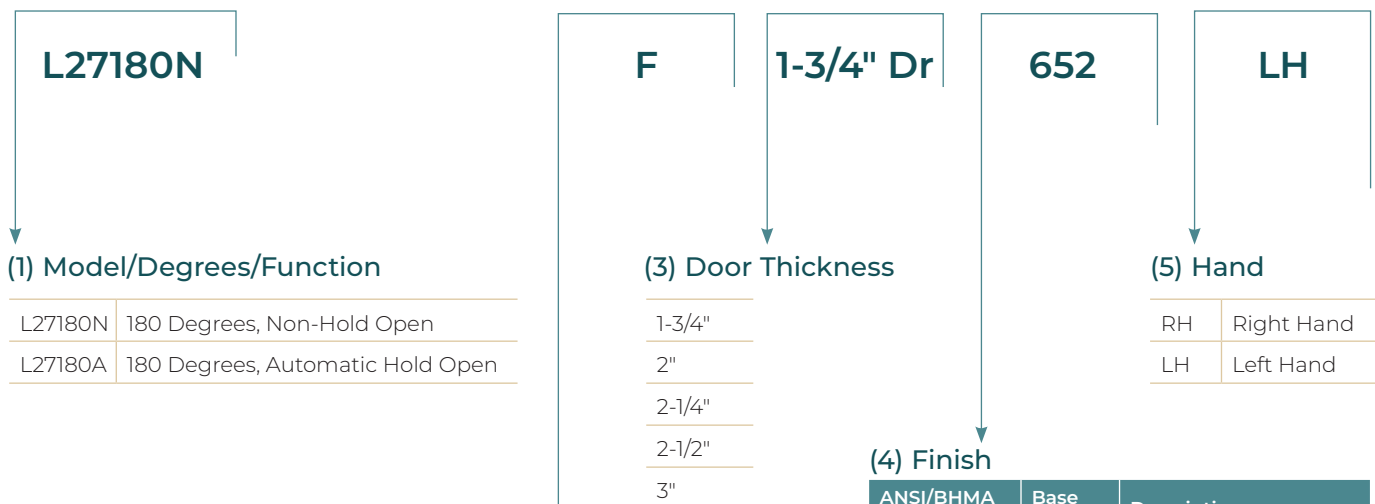 L27180N F 1-3/4" Dr 652 LH
(1) Model/Degrees/Function
L27180N 180 Degrees, Non-Hold Open
L27180A 180 Degrees, Automatic Hold Open
(3) Door Thickness
1-3/4"
2"
2-1/4"
2-1/2"
3"
(5) Hand
RH Right Hand
LH Left Hand
(4) Finish
ANSI/BHMA Base